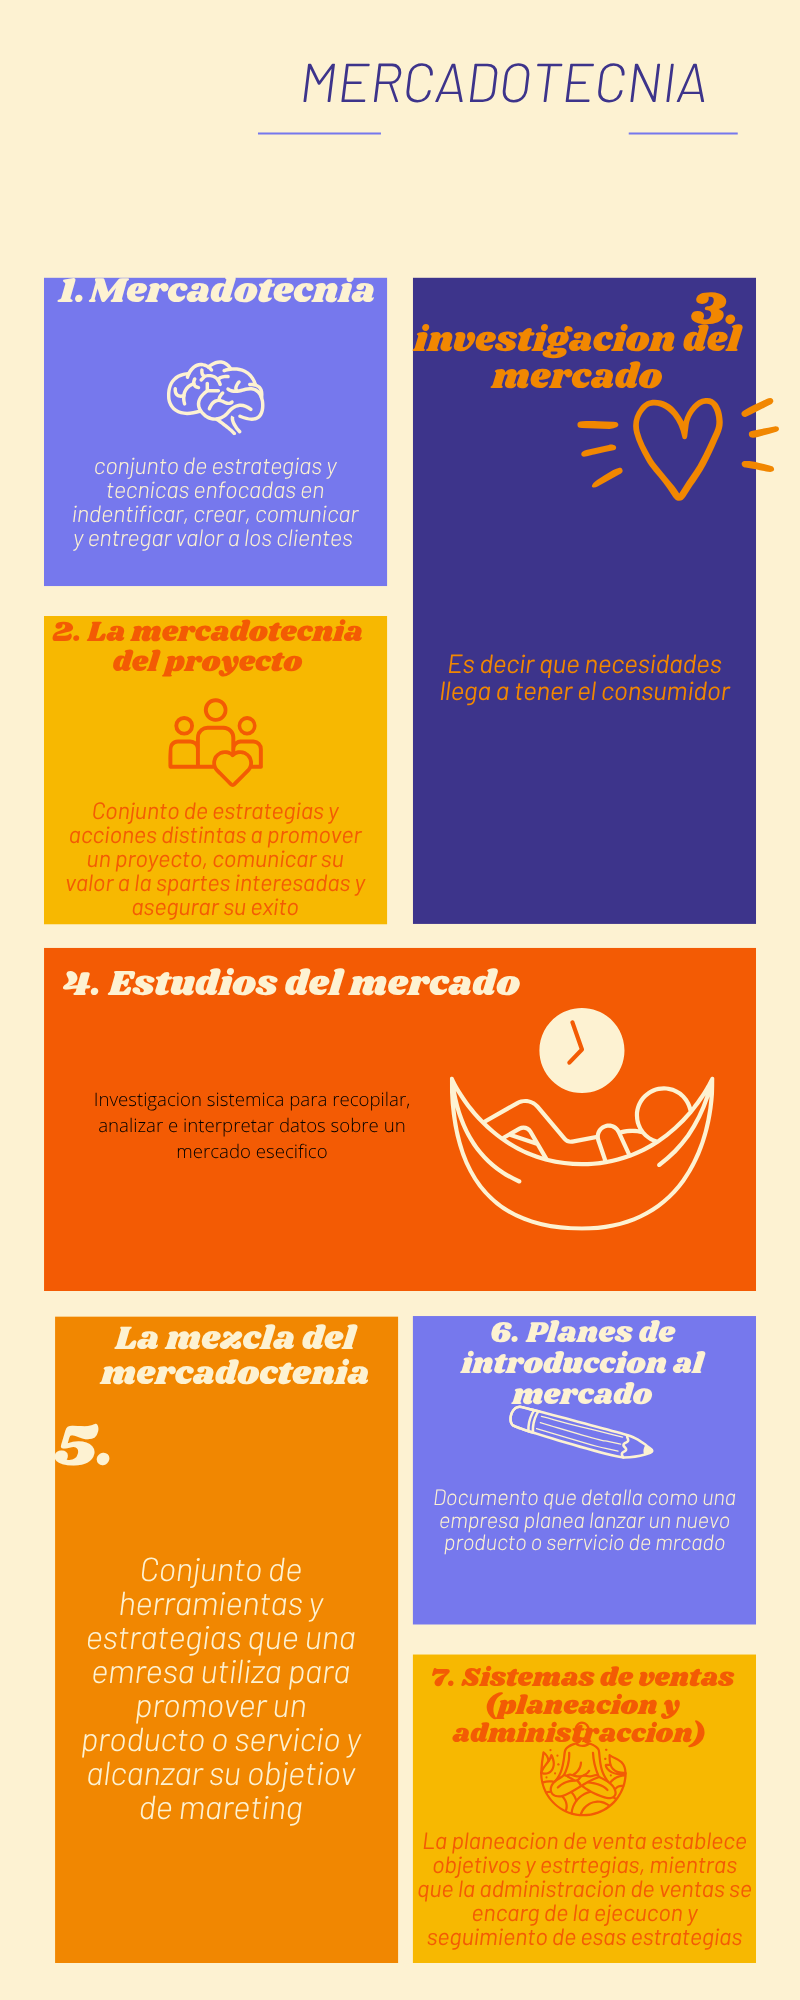 MERCADOTECNIA
1. Mercadotecnia
conjunto de estrategias y
tecnicas enfocadas en
indentificar, crear, comunicar
y entregar valor a los clientes
2. La mercadotecnia
del proyecto
Conjunto de estrategias y
acciones distintas a promover
un proyecto, comunicar su
valor a la spartes interesadas y
asegurar su exito
3.
investigacion del
mercado
Es decir que necesidades
llega a tener el consumidor
4. Estudios del mercado
Investigacion sistemica para recopilar,
analizar e interpretar datos sobre un
mercado esecifico
La mezcla del
mercadoctenia
5.
Conjunto de
herramientas y
estrategias que una
emresa utiliza para
promover un
producto o servicio y
alcanzar su objetiov
de mareting
6. Planes de
introduccion al
mercado
Documento que detalla como una
empresa planea lanzar un nuevo
producto o serrvicio de mrcado
7. Sistemas de ventas
(planeacion y
administraccion)
La planeacion de venta establece
objetivos y estrtegias, mientras
que la administracion de ventas se
encarg de la ejecucon y
seguimiento de esas estrategias